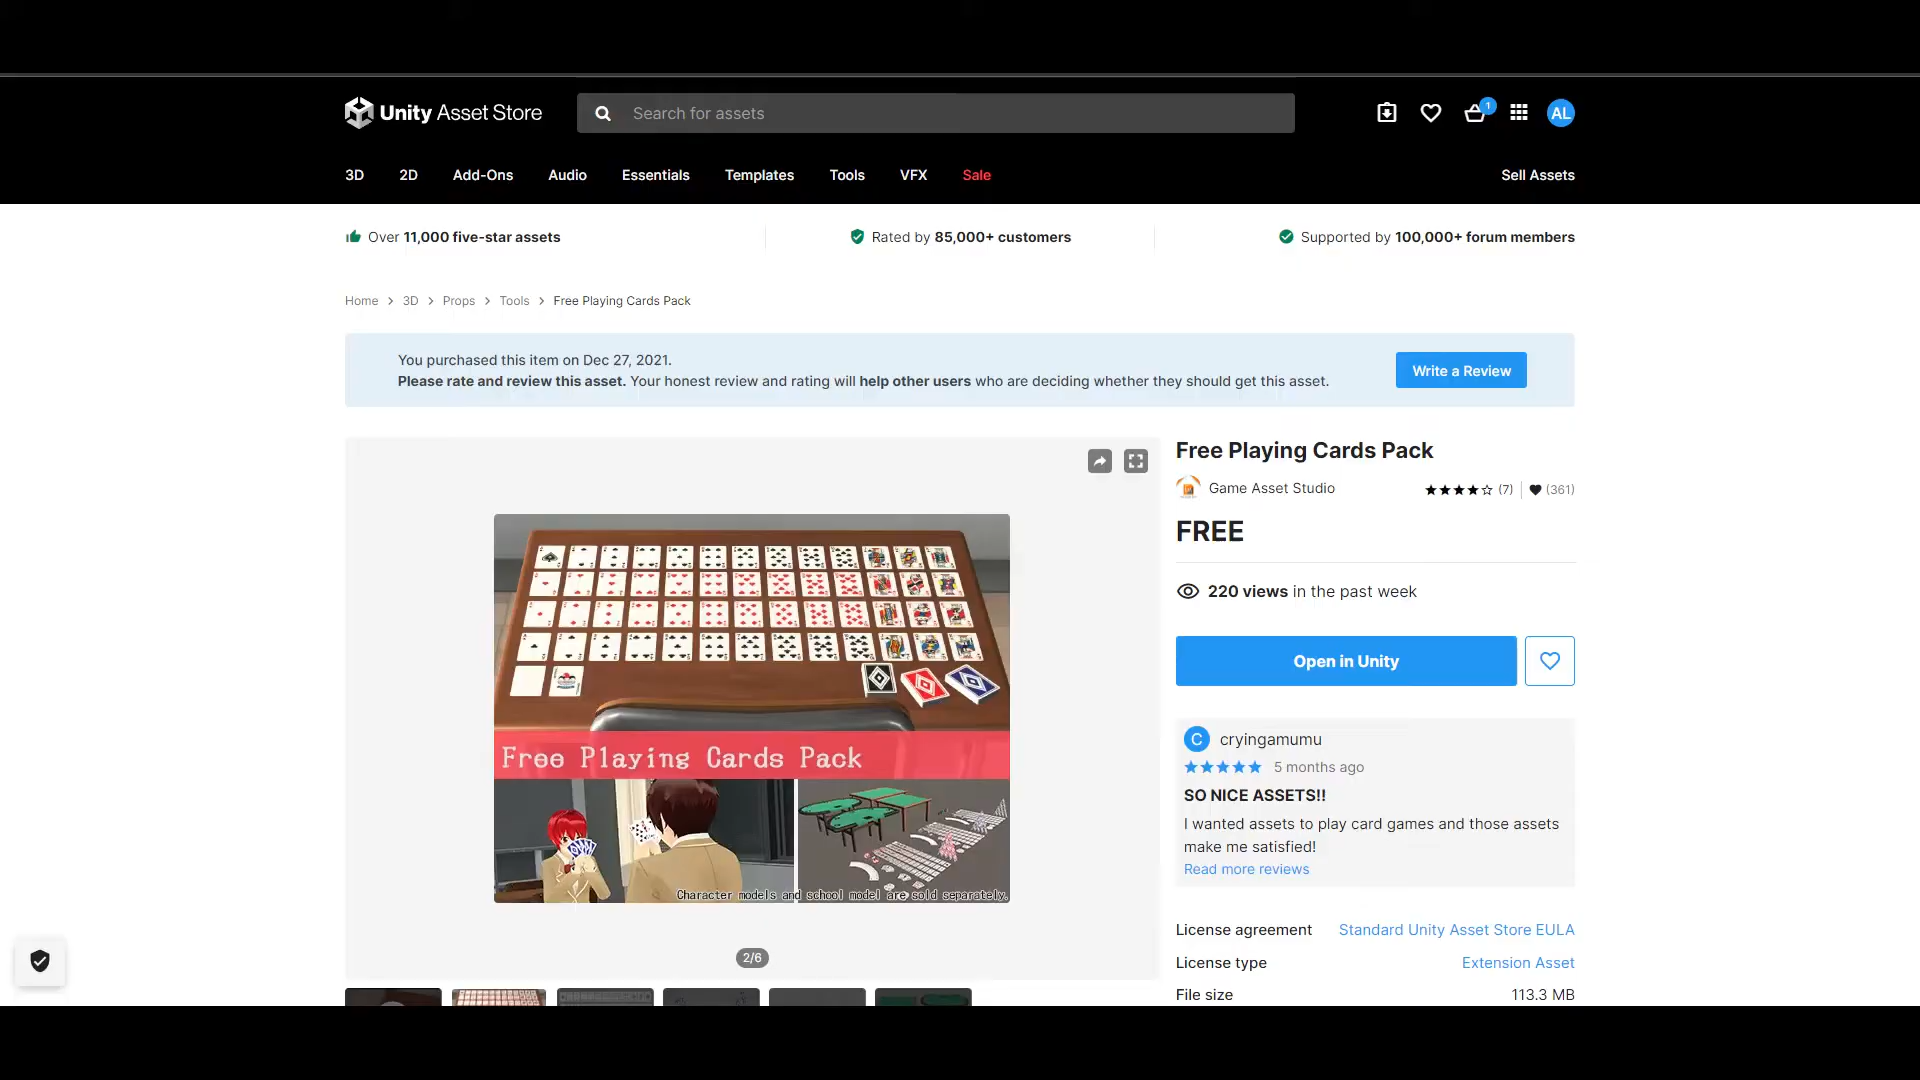 Unity Asset Store
Search for assets
1
AL
3D
2D
Add-Ons
Audio
Essentials
Templates
Tools
VFX
Sale
Sell Assets
Over 11,000 five-star assets
Rated by 85,000+ customers
Supported by 100,000+ forum members
Home > 3D > Props > Tools > Free Playing Cards Pack
You purchased this item on Dec 27, 2021.
Please rate and review this asset. Your honest review and rating will help other users who are deciding whether they should get this asset.
Write a Review
Free Playing Cards Pack
Character models and school model are sold separately.
2/6
Free Playing Cards Pack
Game Asset Studio
(7)
(361)
FREE
220 views in the past week
Open in Unity
C
cryingamumu
5 months ago
SO NICE ASSETS!!
I wanted assets to play card games and those assets
make me satisfied!
Read more reviews
License agreement
Standard Unity Asset Store EULA
License type
Extension Asset
File size
113.3 MB